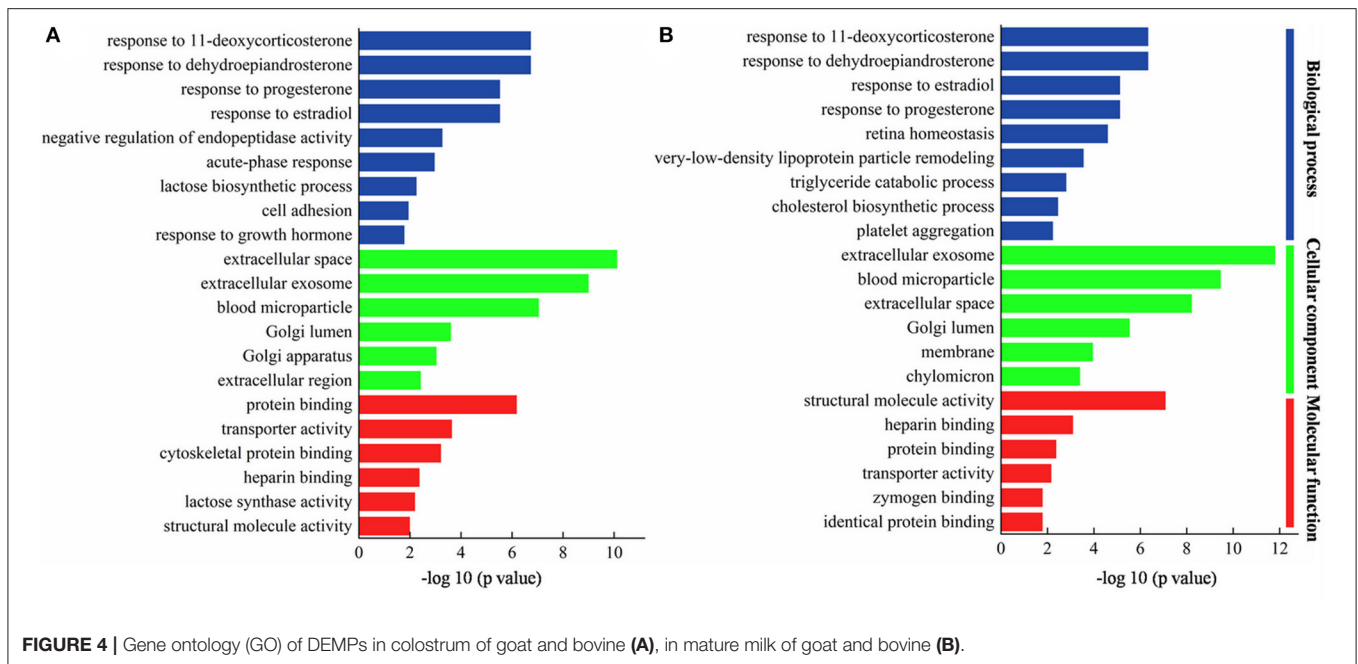 A
response to 11-deoxycorticosterone
response to dehydroepiandrosterone
response to progesterone
response to estradiol
negative regulation of endopeptidase activity
acute-phase response
lactose biosynthetic process
cell adhesion
response to growth hormone
extracellular space
extracellular exosome
blood microparticle
Golgi lumen
Golgi apparatus
extracellular region
protein binding
transporter activity
cytoskeletal protein binding
heparin binding
lactose synthase activity
structural molecule activity
0 2 4 6 8 10
-log 10 (p value)
B
response to 11-deoxycorticosterone
response to dehydroepiandrosterone
response to estradiol
response to progesterone
retina homeostasis
very-low-density lipoprotein particle remodeling
triglyceride catabolic process
cholesterol biosynthetic process
platelet aggregation
extracellular exosome
blood microparticle
extracellular space
Golgi lumen
membrane
chylomicron
structural molecule activity
heparin binding
protein binding
transporter activity
zymogen binding
identical protein binding
0 2 4 6 8 10 12
-log 10 (p value)
Biological process
Cellular component
Molecular function
FIGURE 4 | Gene ontology (GO) of DEMPs in colostrum of goat and bovine (A), in mature milk of goat and bovine (B).